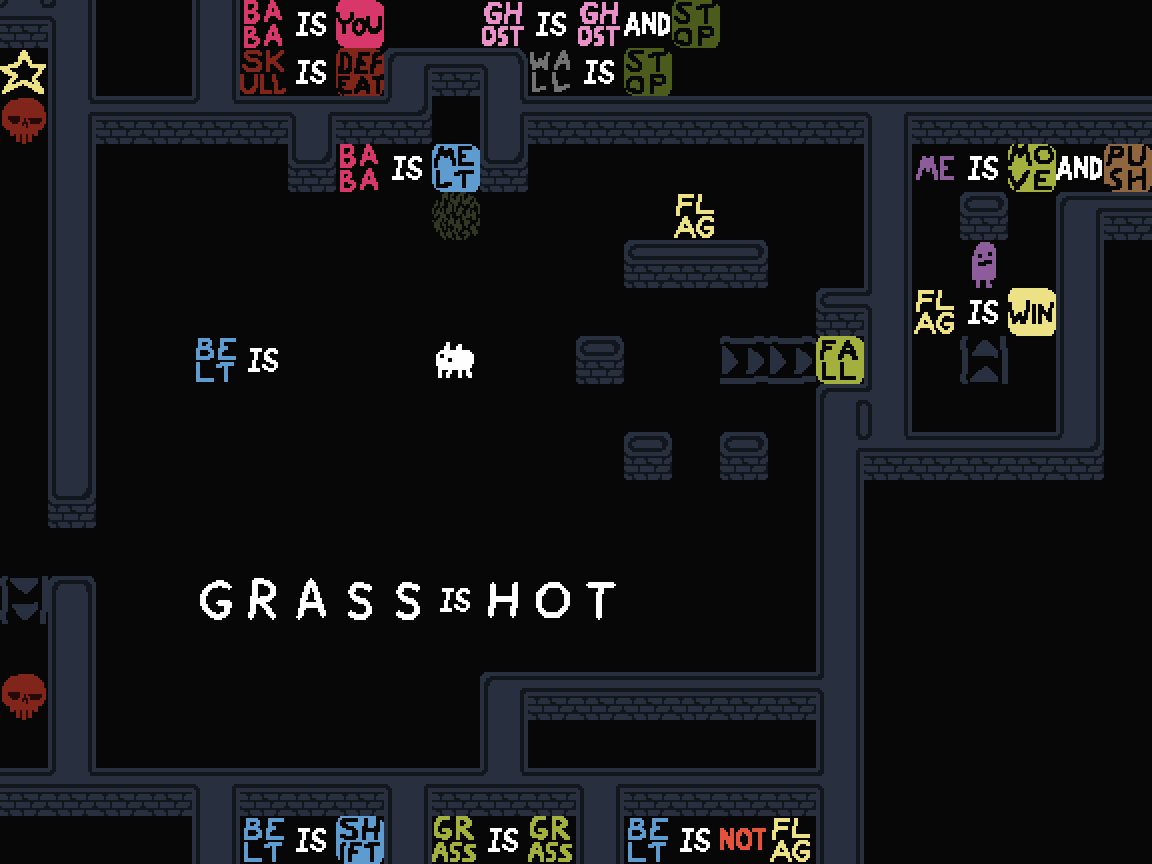 BABA IS YOU GHOST IS GHOST AND STOP
SKULL IS DEFEAT WALL IS STOP
BABA IS MELT ME IS MOVE AND PUSH
FLAG
FLAG IS WIN
BELT IS FALL
GRASS IS HOT
BELT IS SHIFT GRASS IS GRASS BELT IS NOT FLAG